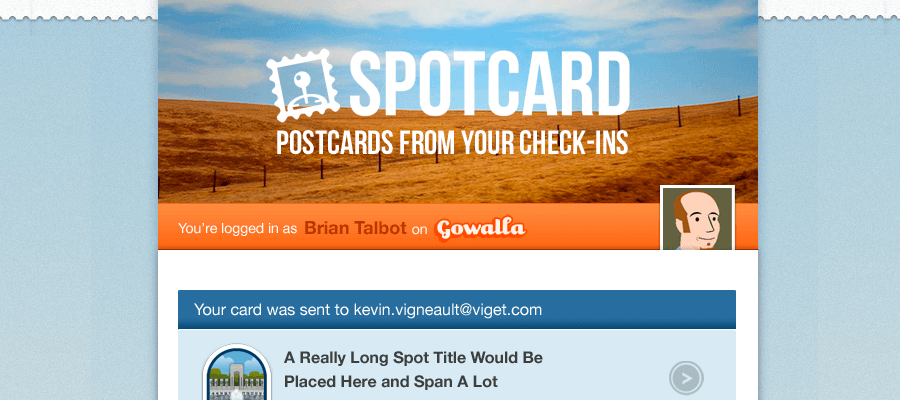 SPOTCARD
POSTCARDS FROM YOUR CHECK-INS
You're logged in as Brian Talbot on Gowalla
Your card was sent to kevin.vigneault@viget.com
A Really Long Spot Title Would Be
Placed Here and Span A Lot